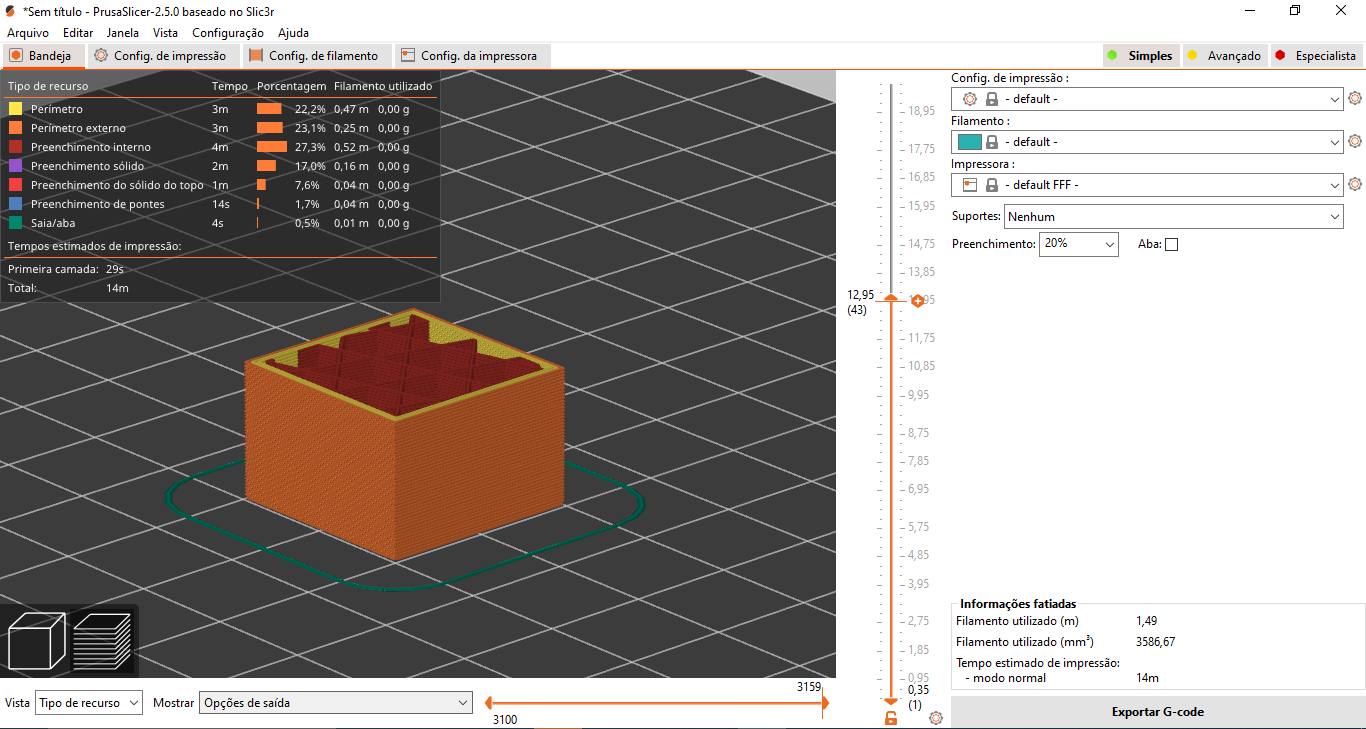 *Sem título - PrusaSlicer-2.5.0 baseado no Slic3r
Arquivo Editar Janela Vista Configuração Ajuda
Bandeja Config. de impressão Config. de filamento Config. da impressora Simples Avançado Especialista
Tipo de recurso Tempo Porcentagem Filamento utilizado
Perímetro 3m 22,2% 0,47 m 0,00 g
Perímetro externo 3m 23,1% 0,25 m 0,00 g
Preenchimento interno 4m 27,3% 0,52 m 0,00 g
Preenchimento sólido 2m 17,0% 0,16 m 0,00 g
Preenchimento do sólido do topo 1m 7,6% 0,04 m 0,00 g
Preenchimento de pontes 14s 1,7% 0,04 m 0,00 g
Saia/aba 4s 0,5% 0,01 m 0,00 g
Tempos estimados de impressão:
Primeira camada: 29s
Total: 14m
18,95
17,75
16,85
15,95
14,75
13,85
12,95
(43)
11,75
10,85
9,95
8,75
7,85
6,95
5,75
4,85
3,95
2,75
1,85
0,95
0,35
(1)
Config. de impressão :
- default -
Filamento :
- default -
Impressora :
- default FFF -
Suportes: Nenhum
Preenchimento: 20% Aba:
Informações fatiadas
Filamento utilizado (m) 1,49
Filamento utilizado (mm³) 3586,67
Tempo estimado de impressão:
- modo normal 14m
Exportar G-code
Vista Tipo de recurso Mostrar Opções de saída
3159
3100